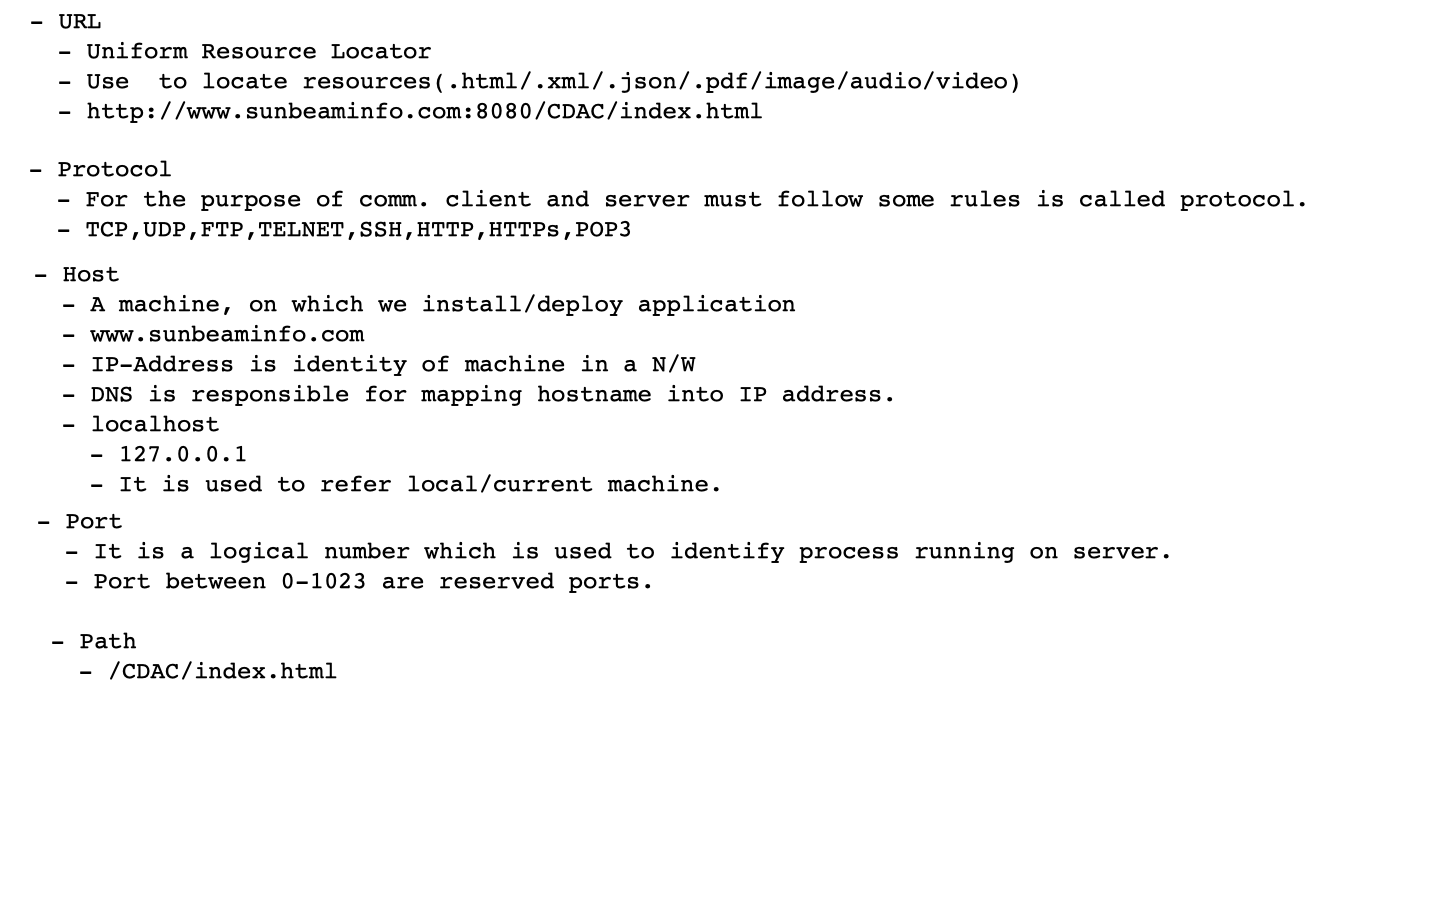 - URL
- Uniform Resource Locator
- Use  to locate resources(.html/.xml/.json/.pdf/image/audio/video)
- http://www.sunbeaminfo.com:8080/CDAC/index.html
- Protocol
- For the purpose of comm. client and server must follow some rules is called protocol.
- TCP,UDP,FTP,TELNET,SSH,HTTP,HTTPs,POP3
- Host
- A machine, on which we install/deploy application
- www.sunbeaminfo.com
- IP-Address is identity of machine in a N/W
- DNS is responsible for mapping hostname into IP address.
- localhost
- 127.0.0.1
- It is used to refer local/current machine.
- Port
- It is a logical number which is used to identify process running on server.
- Port between 0-1023 are reserved ports.
- Path
- /CDAC/index.html